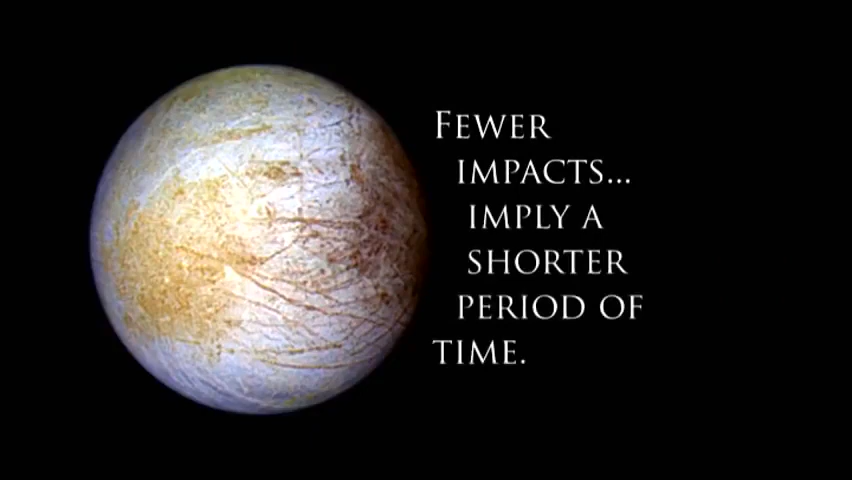 FEWER
IMPACTS...
IMPLY A
SHORTER
PERIOD OF
TIME.